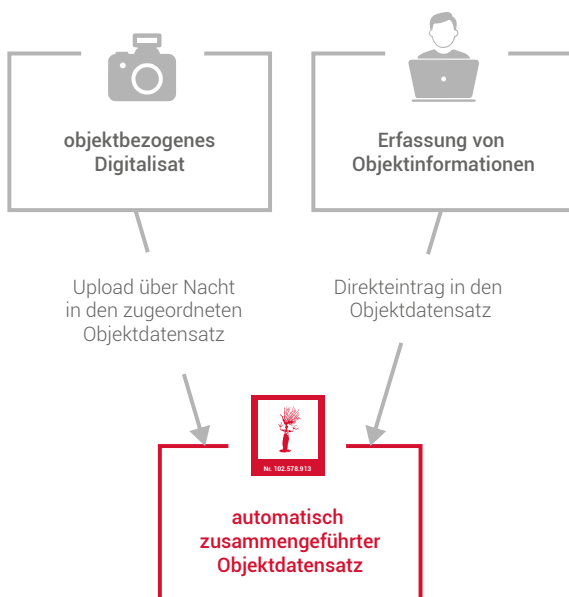 objektbezogenes
Digitalisat
Erfassung von
Objektinformationen
Upload über Nacht
in den zugeordneten
Objektdatensatz
Direkteintrag in den
Objektdatensatz
Nr. 102.578.913
automatisch
zusammengeführter
Objektdatensatz